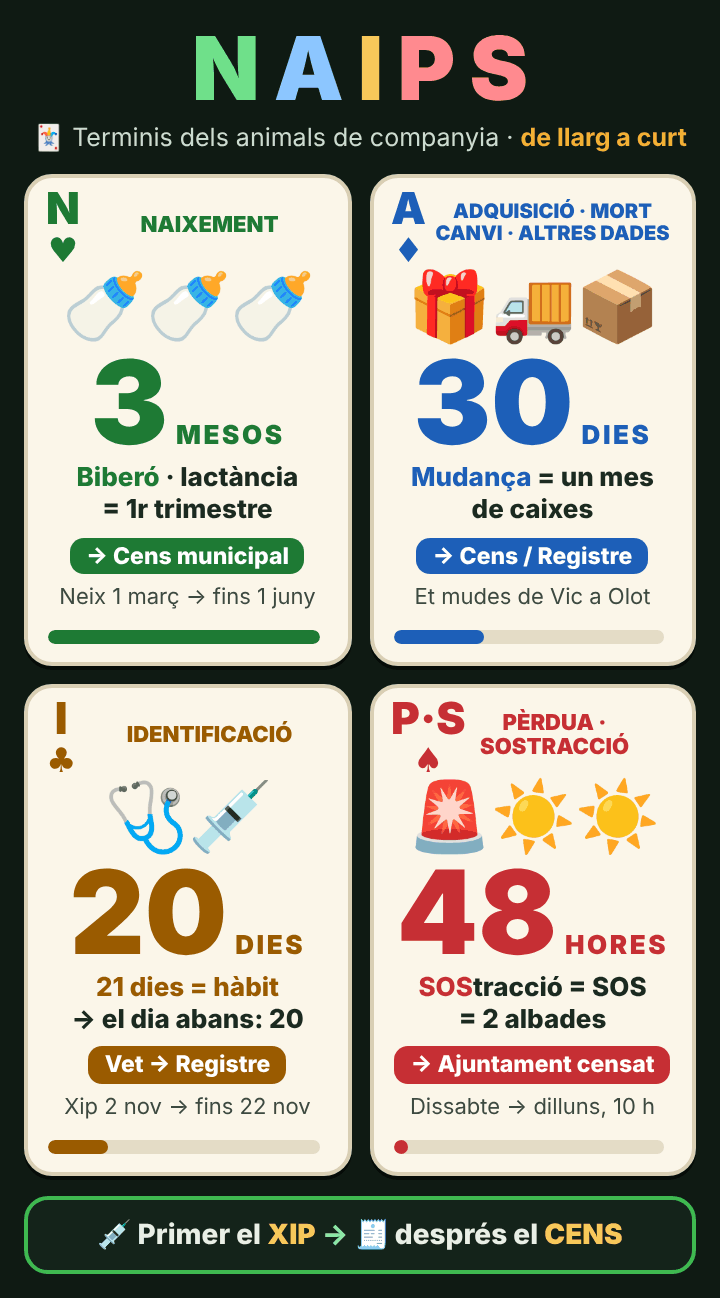 NAIPS
🃏 Terminis dels animals de companyia · de llarg a curt
N
♥
NAIXEMENT
3 MESOS
Biberó · lactància
= 1r trimestre
→ Cens municipal
Neix 1 març → fins 1 juny
A
♦
ADQUISICIÓ · MORT
CANVI · ALTRES DADES
30 DIES
Mudança = un mes
de caixes
→ Cens / Registre
Et mudes de Vic a Olot
I
♣
IDENTIFICACIÓ
20 DIES
21 dies = hàbit
→ el dia abans: 20
Vet → Registre
Xip 2 nov → fins 22 nov
P·S
♠
PÈRDUA ·
SOSTRACCIÓ
48 HORES
SOStracció = SOS
= 2 albades
→ Ajuntament censat
Dissabte → dilluns, 10 h
💉 Primer el XIP → 🧾 després el CENS